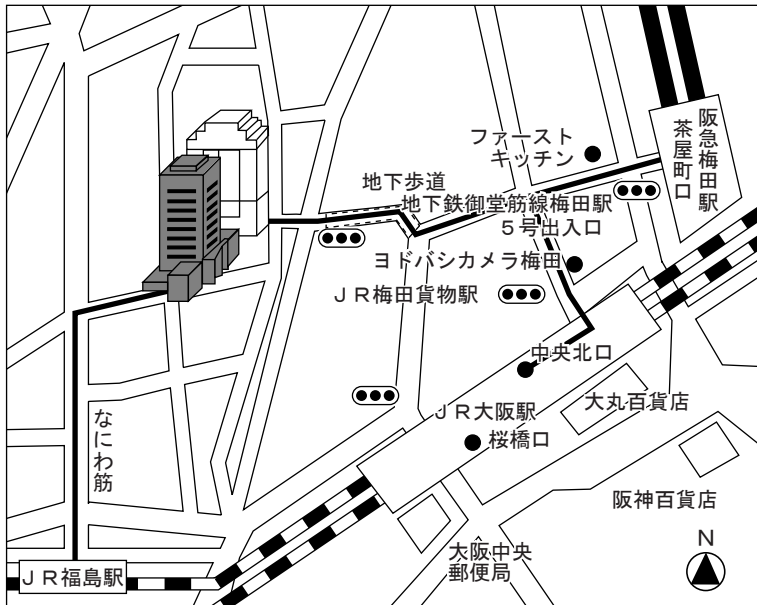 ファースト
キッチン
阪急梅田駅
茶屋町口
地下歩道
地下鉄御堂筋線梅田駅
５号出入口
ヨドバシカメラ梅田
ＪＲ梅田貨物駅
中央北口
ＪＲ大阪駅
大丸百貨店
桜橋口
なにわ筋
阪神百貨店
大阪中央
郵便局
N
ＪＲ福島駅